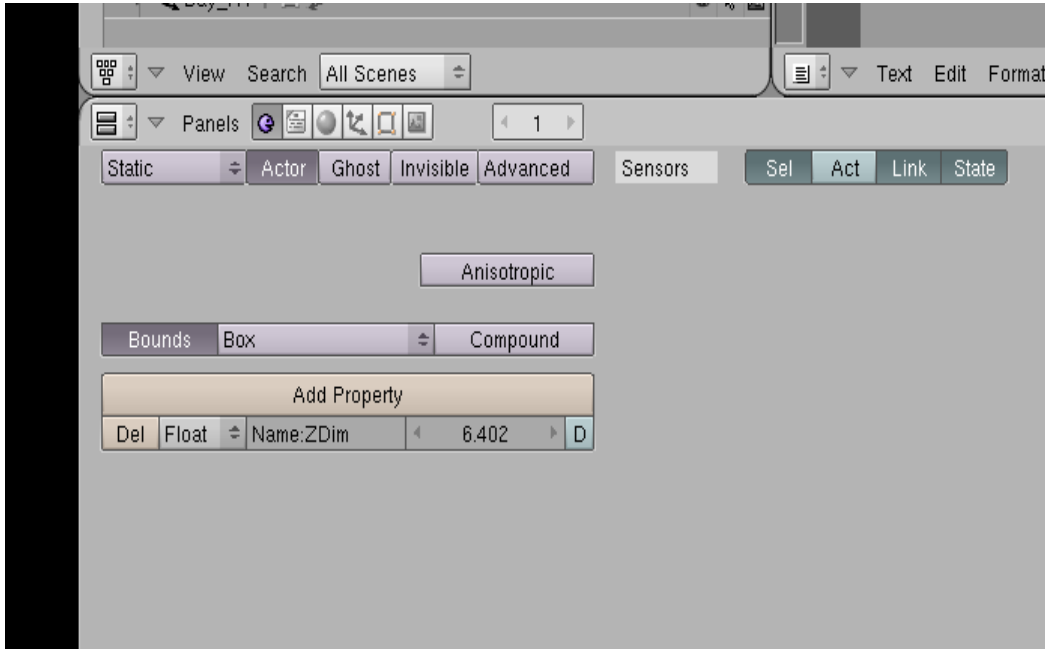 View Search All Scenes
Text Edit Format
Panels 1
Static Actor Ghost Invisible Advanced Sensors Sel Act Link State
Anisotropic
Bounds Box Compound
Add Property
Del Float Name:ZDim 6.402 D